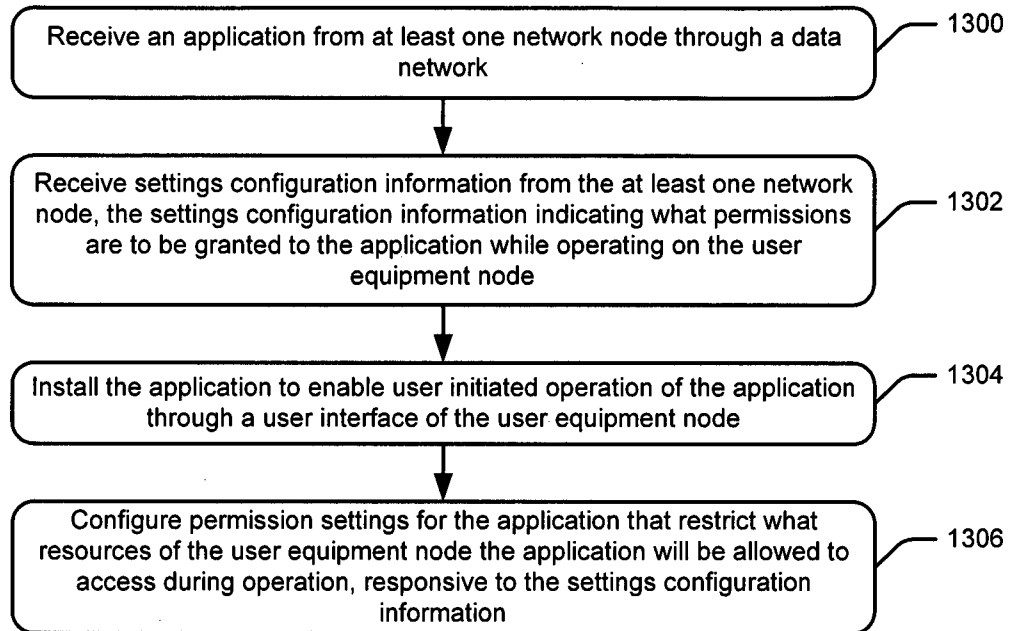 Receive an application from at least one network node through a data
network
1300
Receive settings configuration information from the at least one network
node, the settings configuration information indicating what permissions
are to be granted to the application while operating on the user
equipment node
1302
Install the application to enable user initiated operation of the application
through a user interface of the user equipment node
1304
Configure permission settings for the application that restrict what
resources of the user equipment node the application will be allowed to
access during operation, responsive to the settings configuration
information
1306